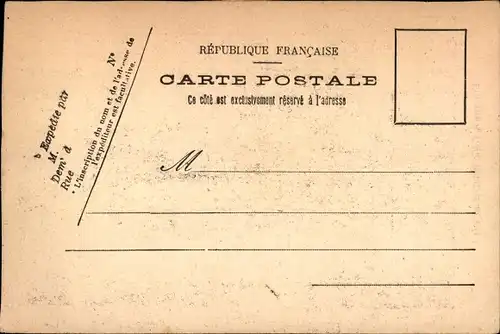 RÉPUBLIQUE FRANÇAISE
CARTE POSTALE
Ce côté est exclusivement réservé à l'adresse
M
Expédié par
M.
Demt à
Rue
N°
L'inscription du nom et de l'adresse de
l'expéditeur est facultative.